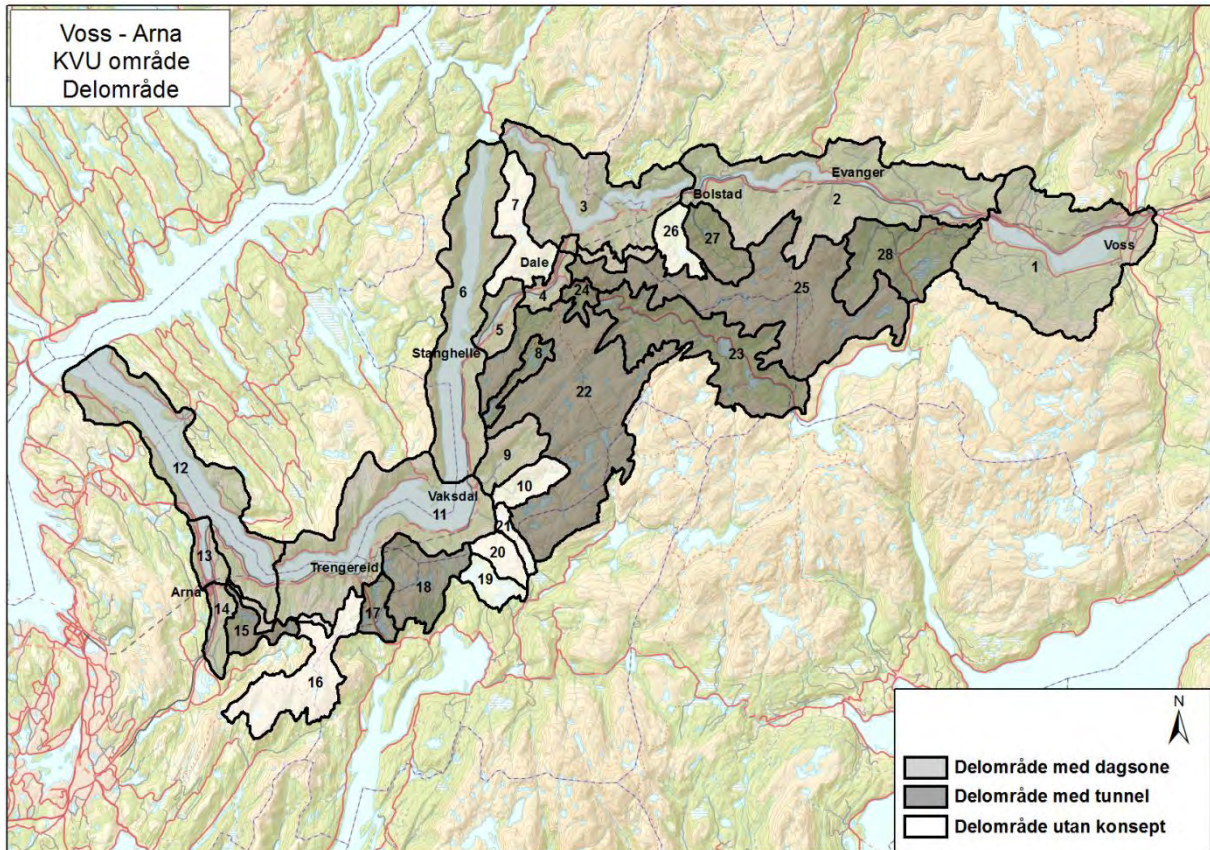 Voss - Arna
KVU område
Delområde
Evanger
Bolstad
3
2
7
26
27
Voss
28
Dale
1
6
4
24
25
5
Stanghelle
8
23
22
9
12
Vaksdal
10
11
21
13
Trengereid
20
18
19
Arna
14
17
15
16
N
Delområde med dagsone
Delområde med tunnel
Delområde utan konsept